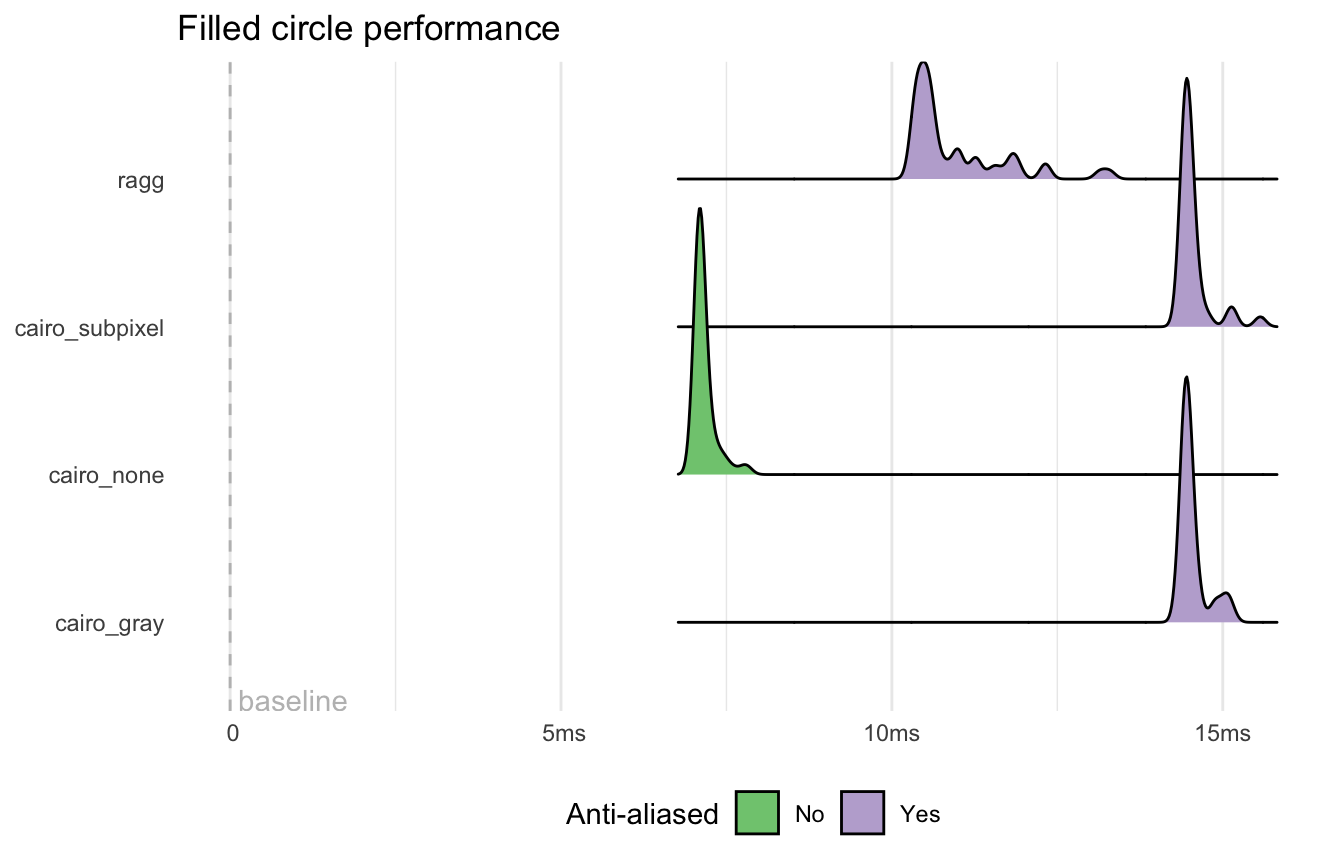 Filled circle performance
ragg
cairo_subpixel
cairo_none
cairo_gray
baseline
0 5ms 10ms 15ms
Anti-aliased No Yes